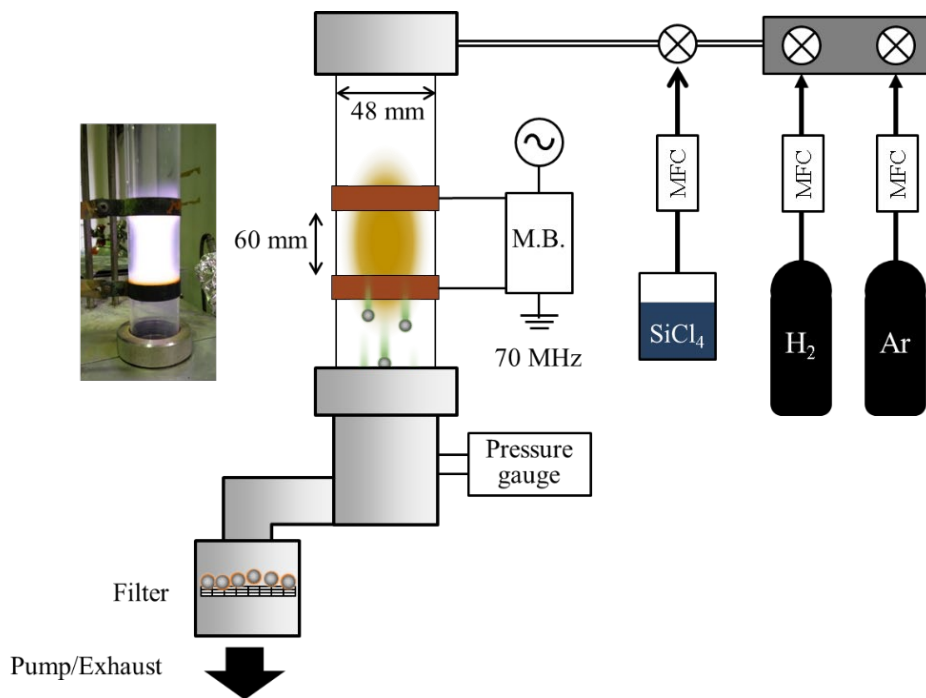 48 mm
60 mm
M.B.
70 MHz
MFC
MFC
MFC
SiCl₄
H₂
Ar
Pressure
gauge
Filter
Pump/Exhaust